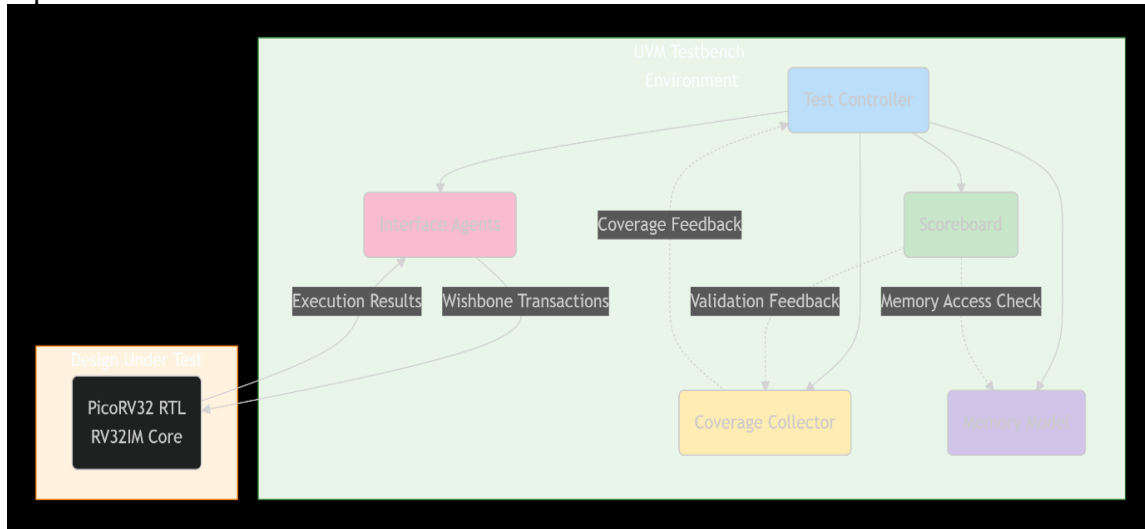 UVM Testbench
Environment
Test Controller
Interface Agents
Scoreboard
Coverage Feedback
Execution Results
Wishbone Transactions
Validation Feedback
Memory Access Check
Design Under Test
PicoRV32 RTL
RV32IM Core
Coverage Collector
Memory Model